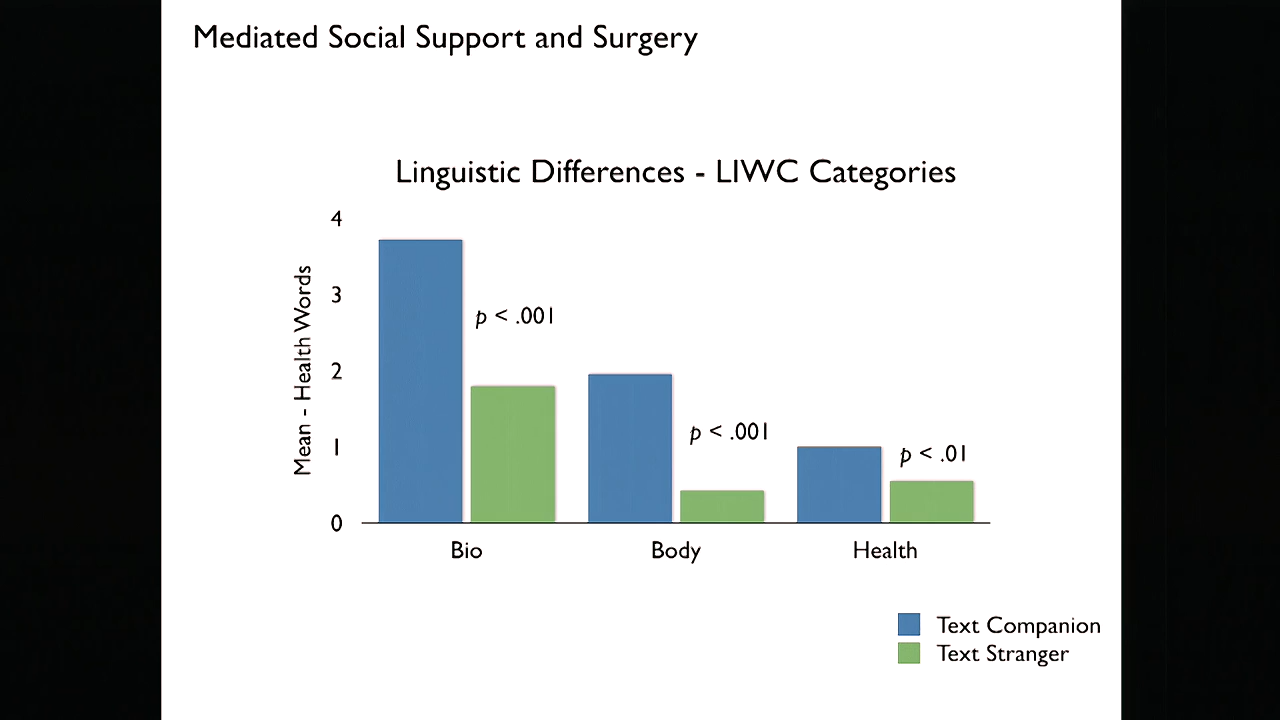 Mediated Social Support and Surgery
Linguistic Differences - LIWC Categories
Mean - Health Words
4
3
2
1
0
p < .001
p < .001
p < .01
Bio
Body
Health
Text Companion
Text Stranger